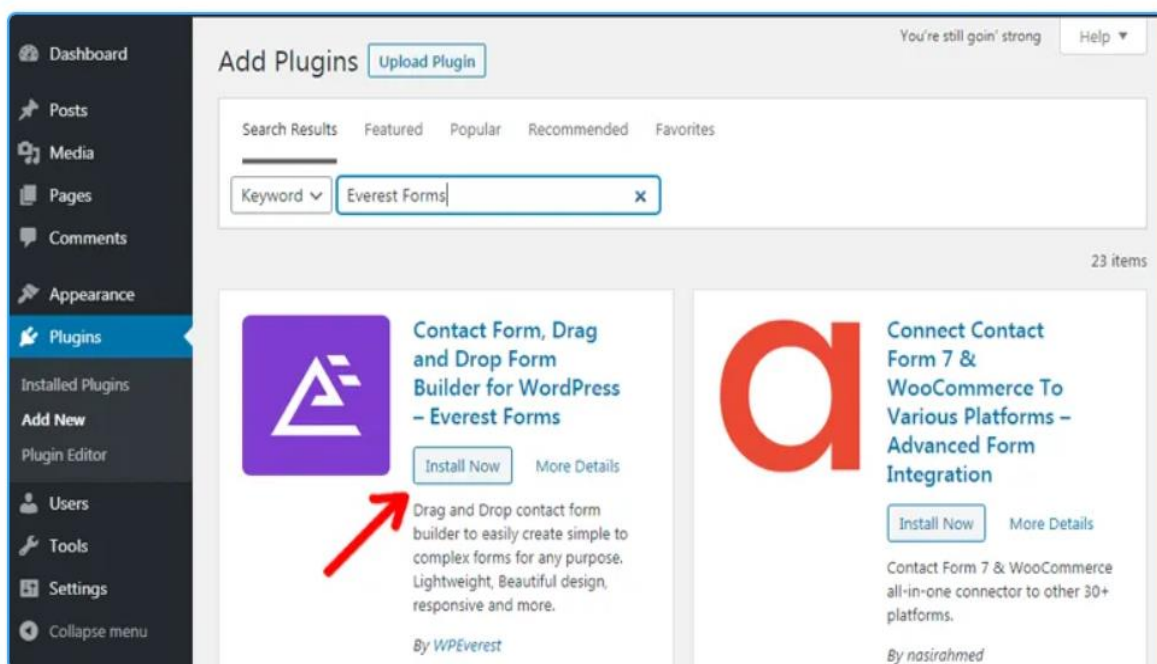 Dashboard
Posts
Media
Pages
Comments
Appearance
Plugins
Installed Plugins
Add New
Plugin Editor
Users
Tools
Settings
Collapse menu
You're still goin' strong
Help
Add Plugins
Upload Plugin
Search Results Featured Popular Recommended Favorites
Keyword Everest Forms x
23 items
Contact Form, Drag
and Drop Form
Builder for WordPress
– Everest Forms
Install Now More Details
Drag and Drop contact form
builder to easily create simple to
complex forms for any purpose.
Lightweight, Beautiful design,
responsive and more.
By WPEverest
Connect Contact
Form 7 &
WooCommerce To
Various Platforms –
Advanced Form
Integration
Install Now More Details
Contact Form 7 & WooCommerce
all-in-one connector to other 30+
platforms.
By nasirahmed